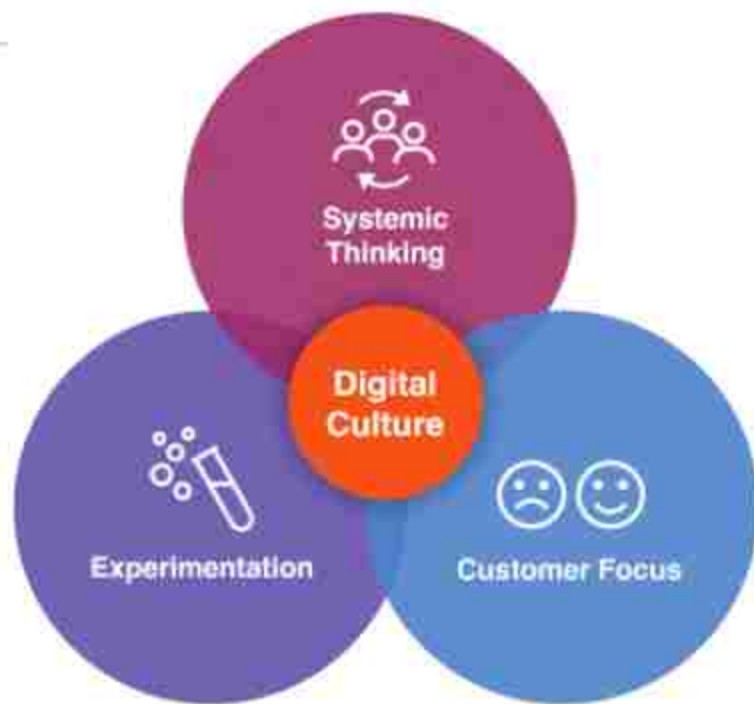 Systemic
Thinking
Digital
Culture
Experimentation
Customer Focus